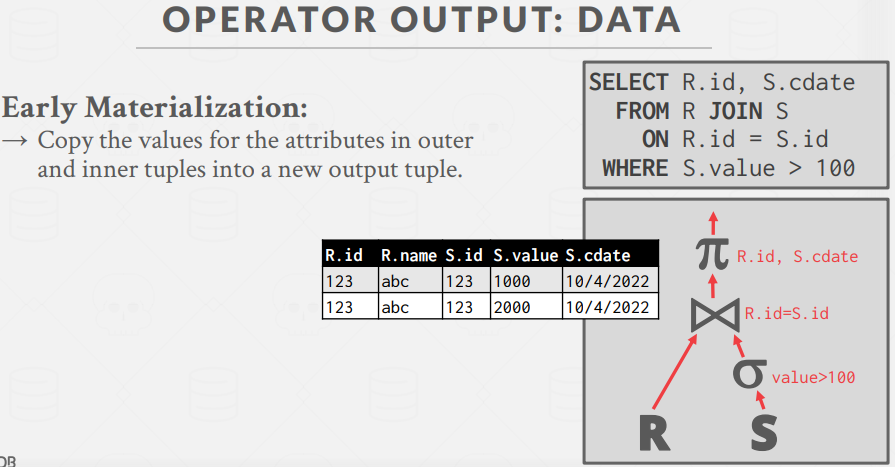 OPERATOR OUTPUT: DATA
Early Materialization:
→ Copy the values for the attributes in outer
and inner tuples into a new output tuple.
SELECT R.id, S.cdate
FROM R JOIN S
ON R.id = S.id
WHERE S.value > 100
R.id R.name S.id S.value S.cdate
123 abc 123 1000 10/4/2022
123 abc 123 2000 10/4/2022
π R.id, S.cdate
⋈ R.id=S.id
σ value>100
R S
DB